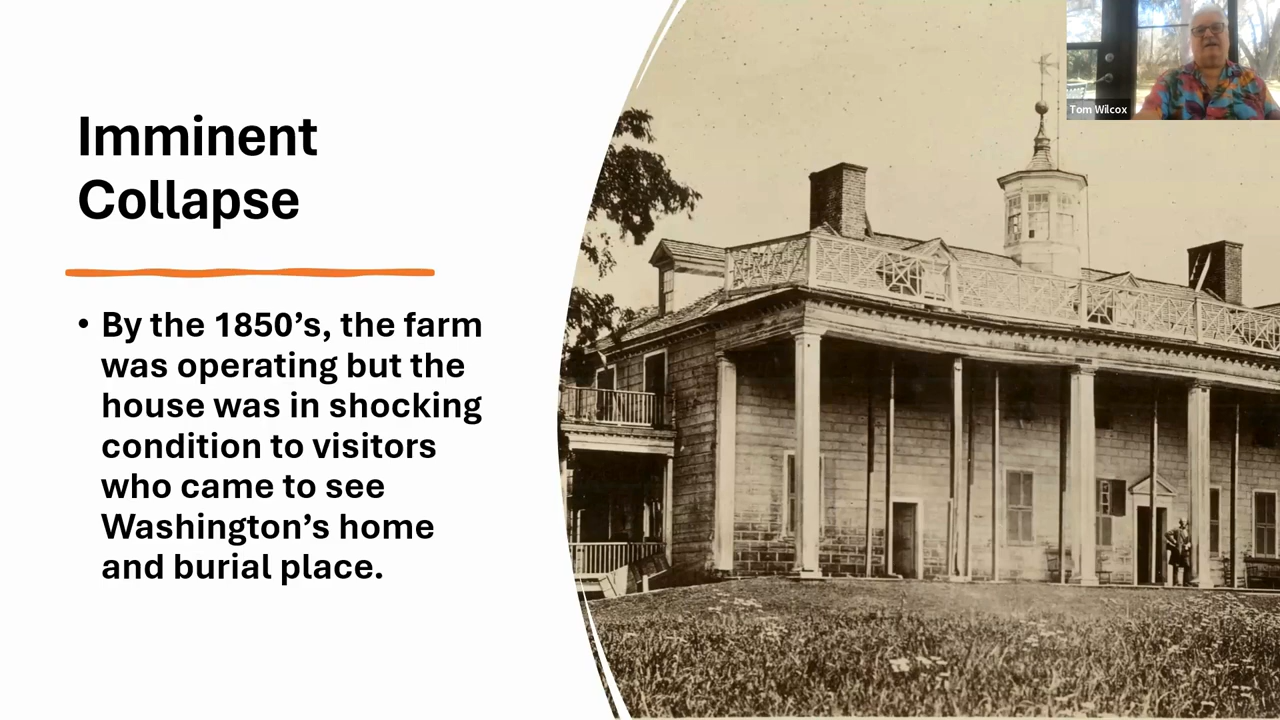 Imminent
Collapse
• By the 1850’s, the farm
was operating but the
house was in shocking
condition to visitors
who came to see
Washington’s home
and burial place.
Tom Wilcox